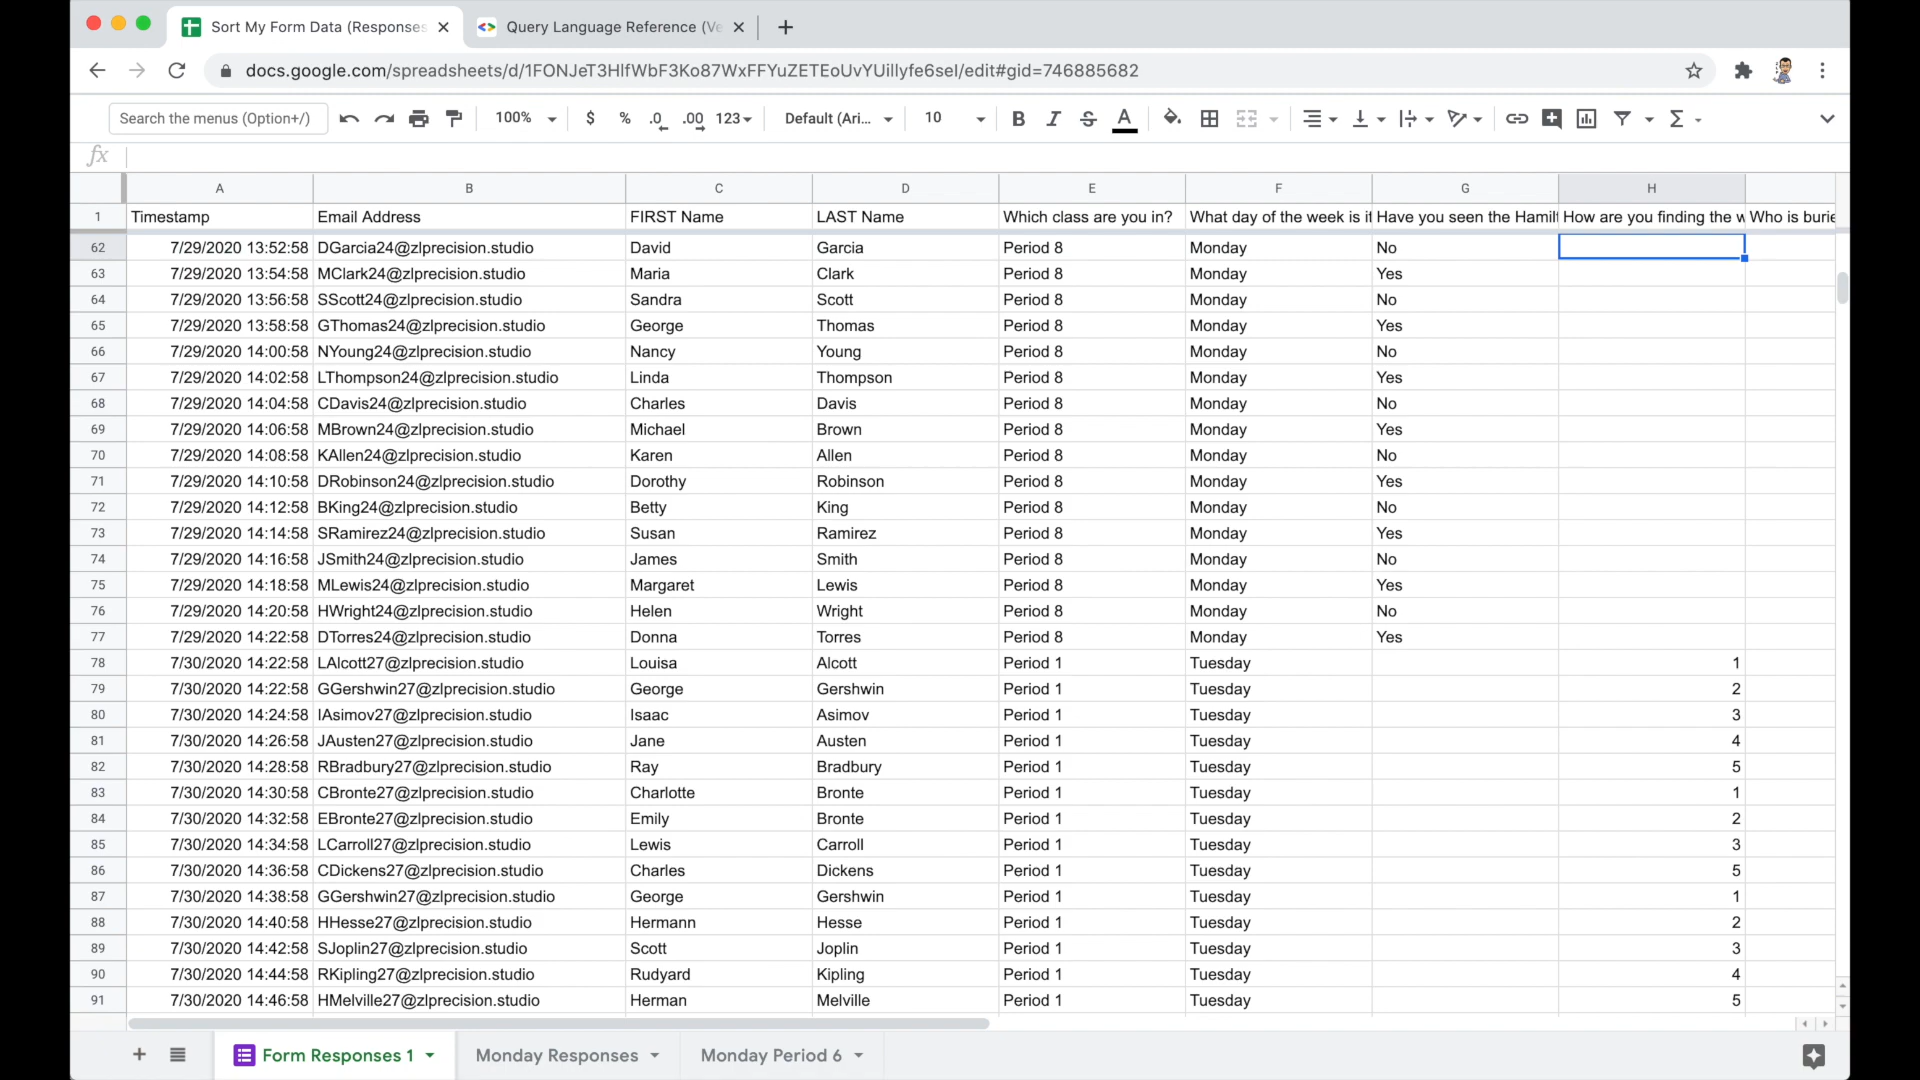 Sort My Form Data (Responses
Query Language Reference (Ve
docs.google.com/spreadsheets/d/1FONJeT3HlfWbF3Ko87WxFFYuZETEoUvYUillyfe6sel/edit#gid=746885682
Search the menus (Option+/) 100% $ % .0 .00 123 Default (Ari... 10 B I S A Σ
fx
A B C D E F G H
1 Timestamp Email Address FIRST Name LAST Name Which class are you in? What day of the week is it Have you seen the Hamilt How are you finding the w Who is burie
62 7/29/2020 13:52:58 DGarcia24@zlprecision.studio David Garcia Period 8 Monday No
63 7/29/2020 13:54:58 MClark24@zlprecision.studio Maria Clark Period 8 Monday Yes
64 7/29/2020 13:56:58 SScott24@zlprecision.studio Sandra Scott Period 8 Monday No
65 7/29/2020 13:58:58 GThomas24@zlprecision.studio George Thomas Period 8 Monday Yes
66 7/29/2020 14:00:58 NYoung24@zlprecision.studio Nancy Young Period 8 Monday No
67 7/29/2020 14:02:58 LThompson24@zlprecision.studio Linda Thompson Period 8 Monday Yes
68 7/29/2020 14:04:58 CDavis24@zlprecision.studio Charles Davis Period 8 Monday No
69 7/29/2020 14:06:58 MBrown24@zlprecision.studio Michael Brown Period 8 Monday Yes
70 7/29/2020 14:08:58 KAllen24@zlprecision.studio Karen Allen Period 8 Monday No
71 7/29/2020 14:10:58 DRobinson24@zlprecision.studio Dorothy Robinson Period 8 Monday Yes
72 7/29/2020 14:12:58 BKing24@zlprecision.studio Betty King Period 8 Monday No
73 7/29/2020 14:14:58 SRamirez24@zlprecision.studio Susan Ramirez Period 8 Monday Yes
74 7/29/2020 14:16:58 JSmith24@zlprecision.studio James Smith Period 8 Monday No
75 7/29/2020 14:18:58 MLewis24@zlprecision.studio Margaret Lewis Period 8 Monday Yes
76 7/29/2020 14:20:58 HWright24@zlprecision.studio Helen Wright Period 8 Monday No
77 7/29/2020 14:22:58 DTorres24@zlprecision.studio Donna Torres Period 8 Monday Yes
78 7/30/2020 14:22:58 LAlcott27@zlprecision.studio Louisa Alcott Period 1 Tuesday 1
79 7/30/2020 14:22:58 GGershwin27@zlprecision.studio George Gershwin Period 1 Tuesday 2
80 7/30/2020 14:24:58 IAsimov27@zlprecision.studio Isaac Asimov Period 1 Tuesday 3
81 7/30/2020 14:26:58 JAusten27@zlprecision.studio Jane Austen Period 1 Tuesday 4
82 7/30/2020 14:28:58 RBradbury27@zlprecision.studio Ray Bradbury Period 1 Tuesday 5
83 7/30/2020 14:30:58 CBronte27@zlprecision.studio Charlotte Bronte Period 1 Tuesday 1
84 7/30/2020 14:32:58 EBronte27@zlprecision.studio Emily Bronte Period 1 Tuesday 2
85 7/30/2020 14:34:58 LCarroll27@zlprecision.studio Lewis Carroll Period 1 Tuesday 3
86 7/30/2020 14:36:58 CDickens27@zlprecision.studio Charles Dickens Period 1 Tuesday 5
87 7/30/2020 14:38:58 GGershwin27@zlprecision.studio George Gershwin Period 1 Tuesday 1
88 7/30/2020 14:40:58 HHesse27@zlprecision.studio Hermann Hesse Period 1 Tuesday 2
89 7/30/2020 14:42:58 SJoplin27@zlprecision.studio Scott Joplin Period 1 Tuesday 3
90 7/30/2020 14:44:58 RKipling27@zlprecision.studio Rudyard Kipling Period 1 Tuesday 4
91 7/30/2020 14:46:58 HMelville27@zlprecision.studio Herman Melville Period 1 Tuesday 5
Form Responses 1 Monday Responses Monday Period 6